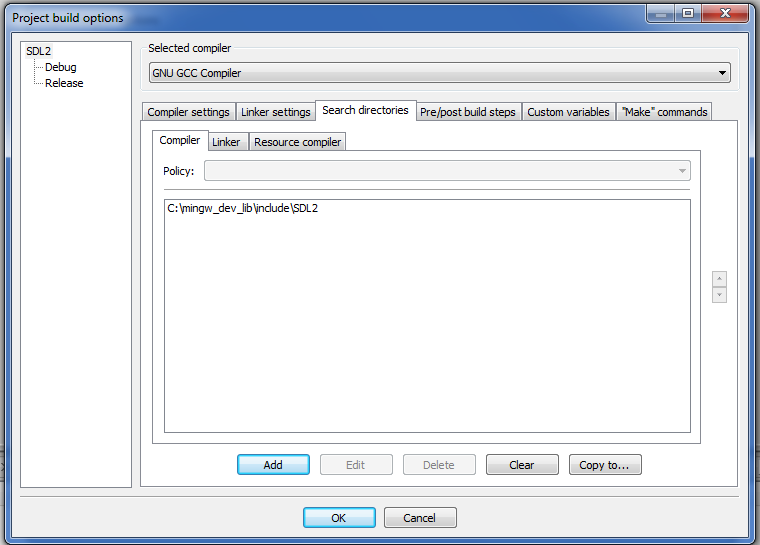 Project build options
SDL2
Debug
Release
Selected compiler
GNU GCC Compiler
Compiler settings
Linker settings
Search directories
Pre/post build steps
Custom variables
"Make" commands
Compiler
Linker
Resource compiler
Policy:
C:\mingw_dev_lib\include\SDL2
Add
Edit
Delete
Clear
Copy to...
OK
Cancel